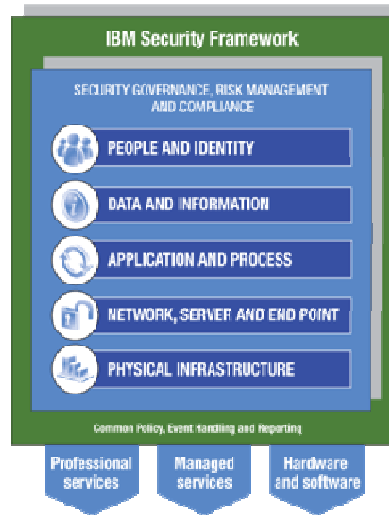 IBM Security Framework
SECURITY GOVERNANCE, RISK MANAGEMENT
AND COMPLIANCE
PEOPLE AND IDENTITY
DATA AND INFORMATION
APPLICATION AND PROCESS
NETWORK, SERVER AND END POINT
PHYSICAL INFRASTRUCTURE
Common Policy, Event Handling and Reporting
Professional
services
Managed
services
Hardware
and software